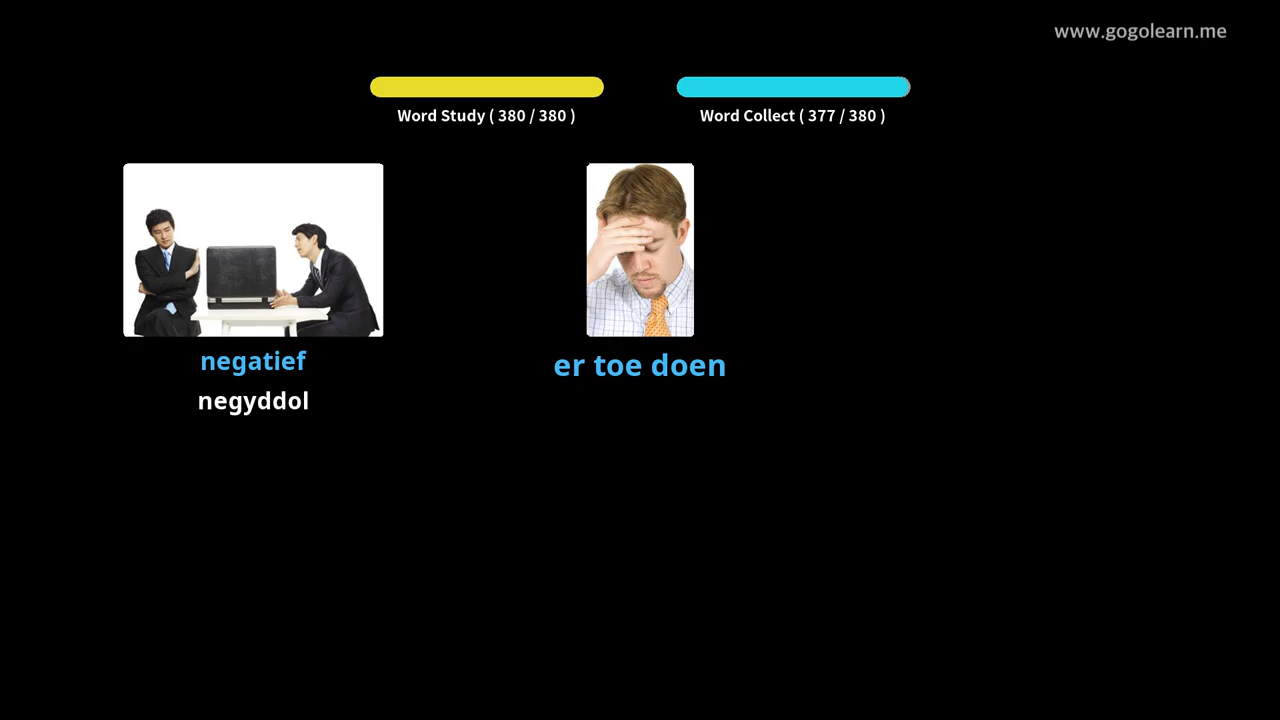 www.gogolearn.me
Word Study ( 380 / 380 )
Word Collect ( 377 / 380 )
negatief
negyddol
er toe doen